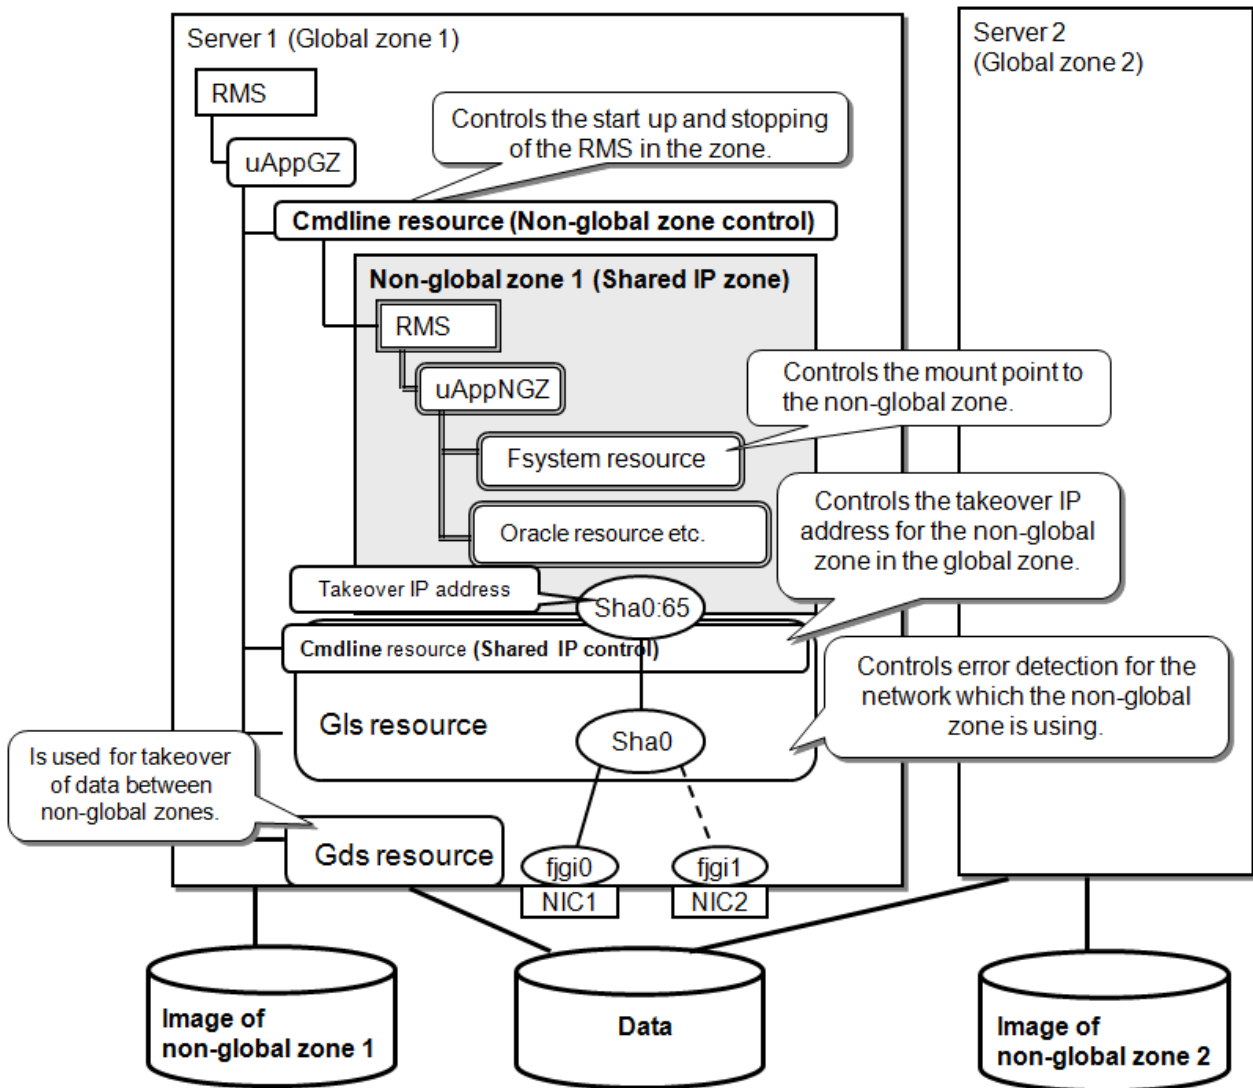 Server 1 (Global zone 1)
Server 2
(Global zone 2)
RMS
Controls the start up and stopping
of the RMS in the zone.
uAppGZ
Cmdline resource (Non-global zone control)
Non-global zone 1 (Shared IP zone)
RMS
uAppNGZ
Controls the mount point to
the non-global zone.
Fsystem resource
Controls the takeover IP
address for the non-global
zone in the global zone.
Oracle resource etc.
Takeover IP address
Sha0:65
Cmdline resource (Shared IP control)
Controls error detection for the
network which the non-global
zone is using.
Gls resource
Sha0
Is used for takeover
of data between
non-global zones.
Gds resource
fjgi0
fjgi1
NIC1
NIC2
Image of
non-global zone 1
Data
Image of
non-global zone 2